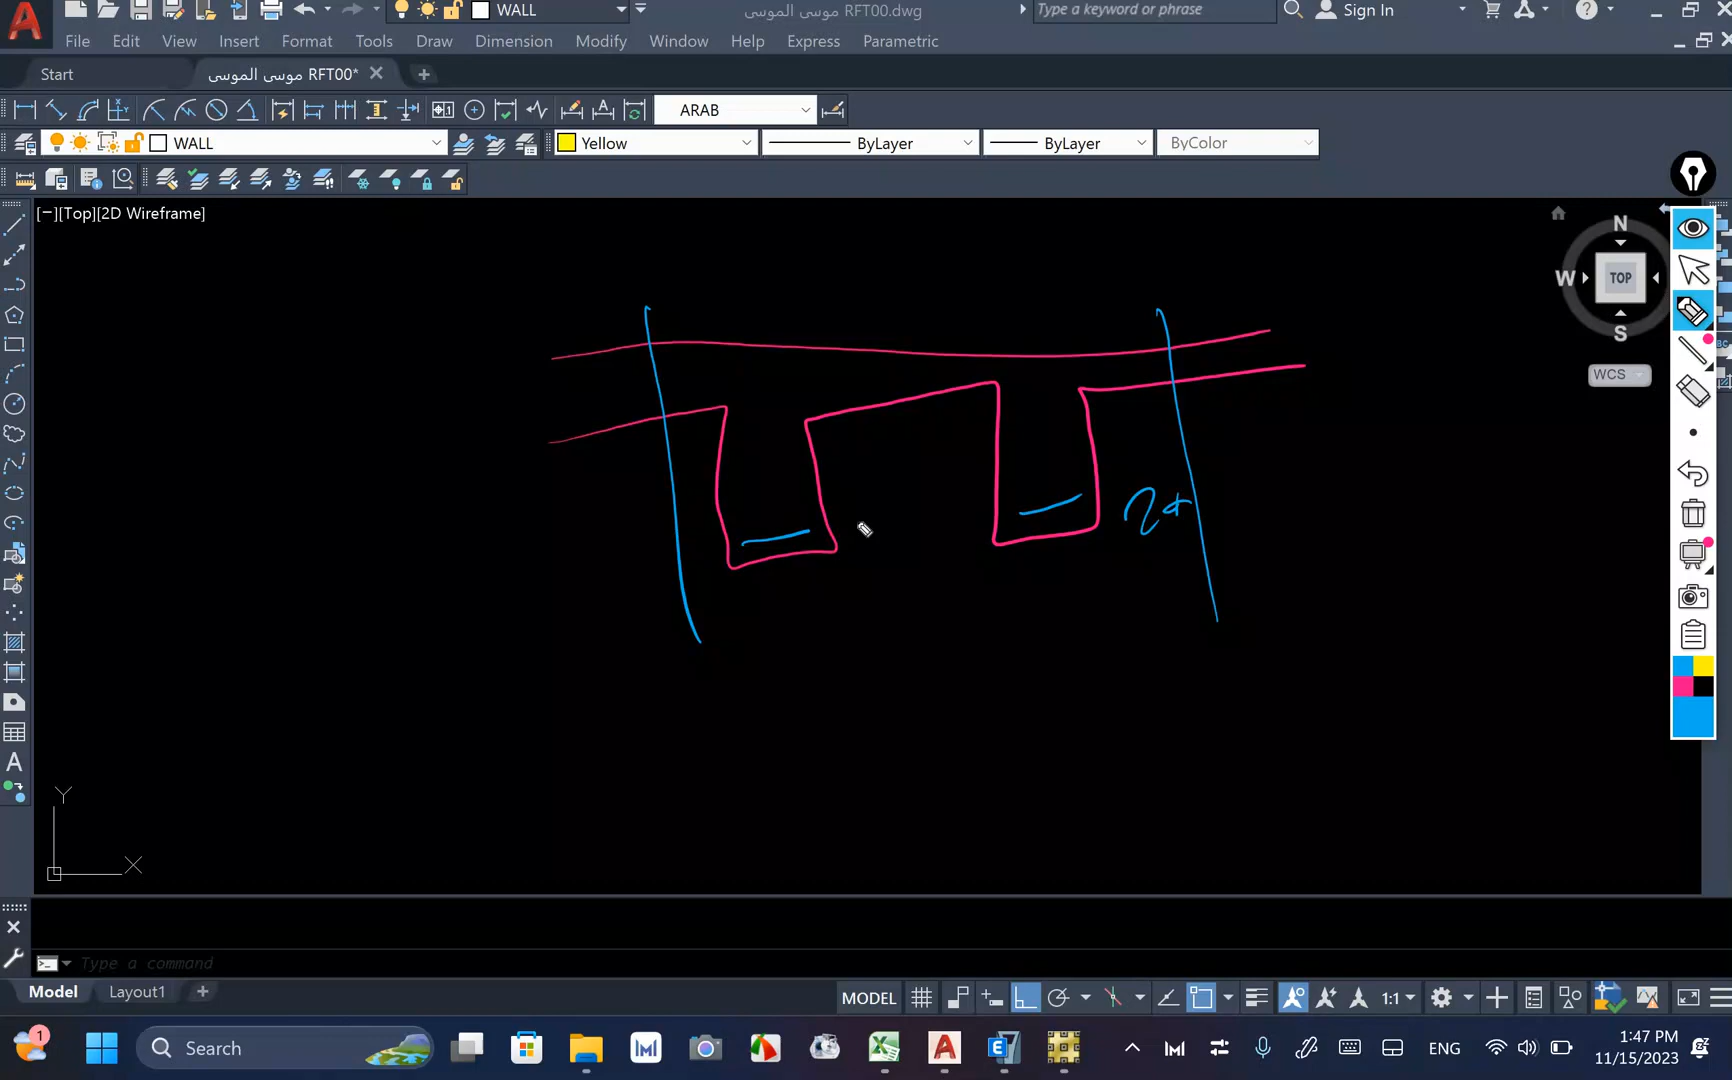 WALL
موسى الموسى RFT00.dwg
Type a keyword or phrase
Sign In
File Edit View Insert Format Tools Draw Dimension Modify Window Help Express Parametric
Start
موسى الموسى RFT00*
ARAB
WALL
Yellow
ByLayer
ByLayer
ByColor
[−][Top][2D Wireframe]
N
W
TOP
S
WCS
Y
X
Type a command
Model
Layout1
MODEL
1:1
1
Search
ENG
1:47 PM
11/15/2023